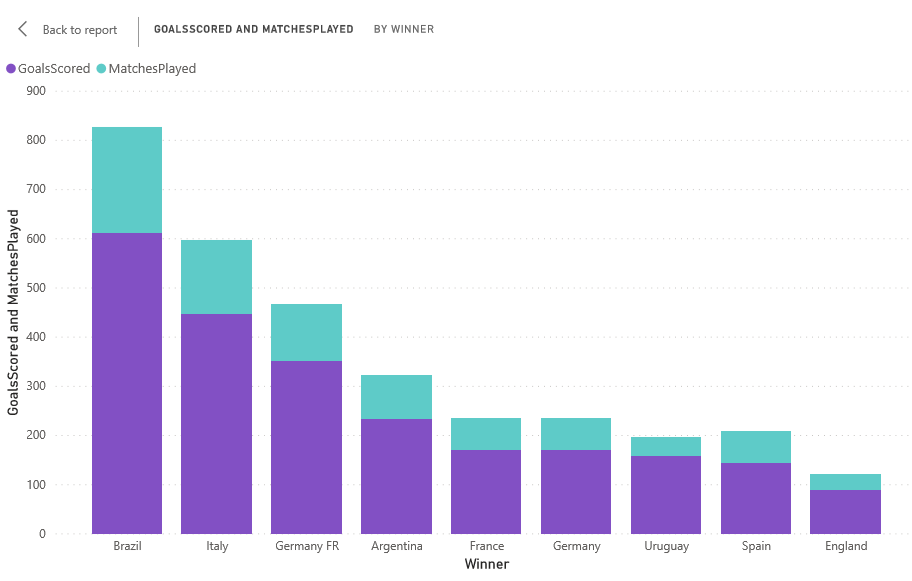 Back to report
GOALSSCORED AND MATCHESPLAYED BY WINNER
GoalsScored MatchesPlayed
GoalsScored and MatchesPlayed
900
800
700
600
500
400
300
200
100
0
Brazil Italy Germany FR Argentina France Germany Uruguay Spain England
Winner